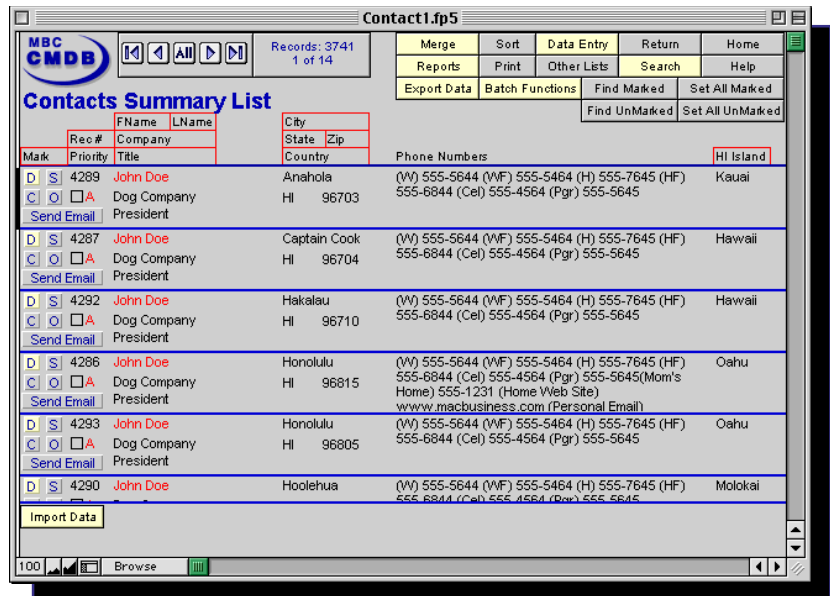 Contact1.fp5
MBC
CMDB
All
Records: 3741
1 of 14
Merge Sort Data Entry Return Home
Reports Print Other Lists Search Help
Export Data Batch Functions Find Marked Set All Marked
Find UnMarked Set All UnMarked
Contacts Summary List
FName LName City
Rec# Company State Zip
Mark Priority Title Country Phone Numbers HI Island
D S 4289 John Doe Anahola (W) 555-5644 (WF) 555-5464 (H) 555-7645 (HF) Kauai
C O A Dog Company HI 96703 555-6844 (Cel) 555-4564 (Pgr) 555-5645
Send Email President
D S 4287 John Doe Captain Cook (W) 555-5644 (WF) 555-5464 (H) 555-7645 (HF) Hawaii
C O A Dog Company HI 96704 555-6844 (Cel) 555-4564 (Pgr) 555-5645
Send Email President
D S 4292 John Doe Hakalau (W) 555-5644 (WF) 555-5464 (H) 555-7645 (HF) Hawaii
C O A Dog Company HI 96710 555-6844 (Cel) 555-4564 (Pgr) 555-5645
Send Email President
D S 4286 John Doe Honolulu (W) 555-5644 (WF) 555-5464 (H) 555-7645 (HF) Oahu
C O A Dog Company HI 96815 555-6844 (Cel) 555-4564 (Pgr) 555-5645(Mom's
Home) 555-1231 (Home Web Site)
Send Email President www.macbusiness.com (Personal Email)
D S 4293 John Doe Honolulu (W) 555-5644 (WF) 555-5464 (H) 555-7645 (HF) Oahu
C O A Dog Company HI 96805 555-6844 (Cel) 555-4564 (Pgr) 555-5645
Send Email President
D S 4290 John Doe Hoolehua (W) 555-5644 (WF) 555-5464 (H) 555-7645 (HF) Molokai
555-6844 (Cel) 555-4564 (Pgr) 555-5645
Import Data
100 Browse